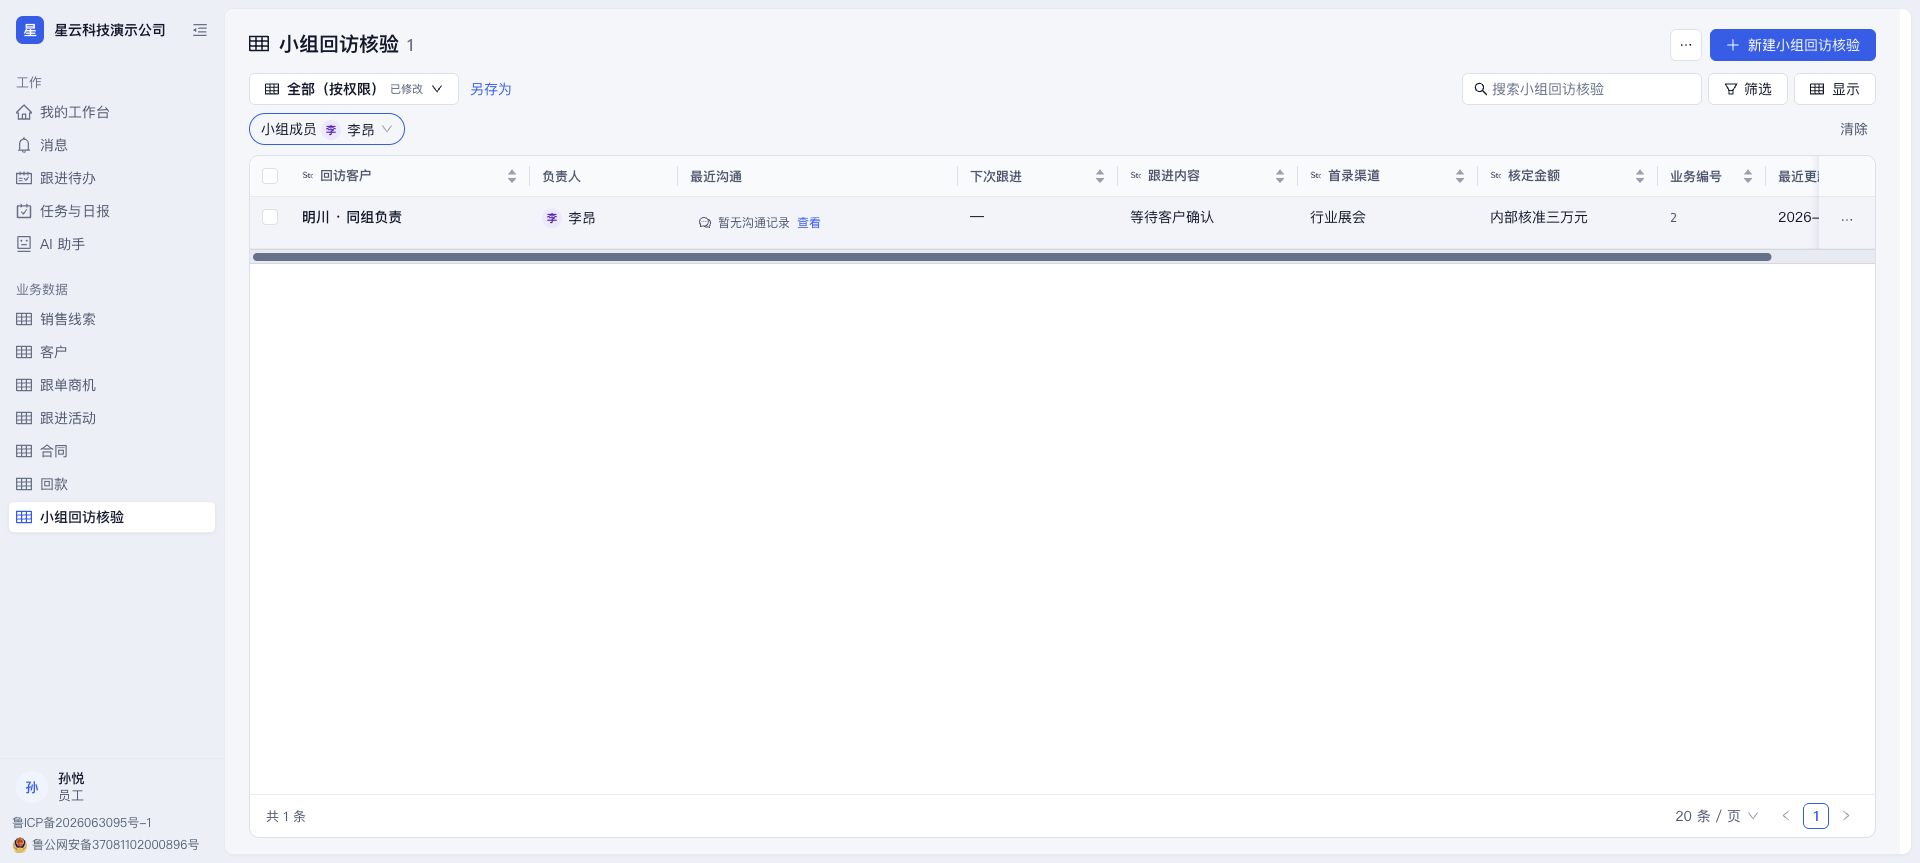 星 星云科技演示公司
工作
我的工作台
消息
跟进待办
任务与日报
AI 助手
业务数据
销售线索
客户
跟单商机
跟进活动
合同
回款
小组回访核验
孙 孙悦
员工
鲁ICP备2026063095号-1
鲁公网安备37081102000896号
小组回访核验 1
··· + 新建小组回访核验
全部（按权限） 已修改 另存为
搜索小组回访核验 筛选 显示
小组成员 李 李昂 清除
Str 回访客户 负责人 最近沟通 下次跟进 Str 跟进内容 Str 首录渠道 Str 核定金额 业务编号 最近更
明川 · 同组负责 李 李昂 暂无沟通记录 查看 — 等待客户确认 行业展会 内部核准三万元 2 2026- ···
共 1 条
20 条 / 页 < 1 >